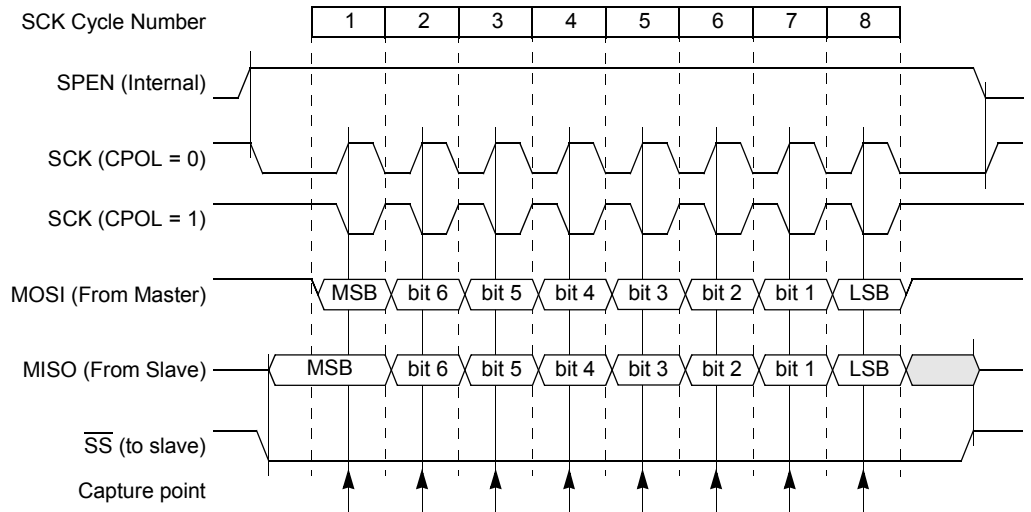 SCK Cycle Number 1 2 3 4 5 6 7 8
SPEN (Internal)
SCK (CPOL = 0)
SCK (CPOL = 1)
MOSI (From Master) MSB bit 6 bit 5 bit 4 bit 3 bit 2 bit 1 LSB
MISO (From Slave) MSB bit 6 bit 5 bit 4 bit 3 bit 2 bit 1 LSB
SS (to slave)
Capture point